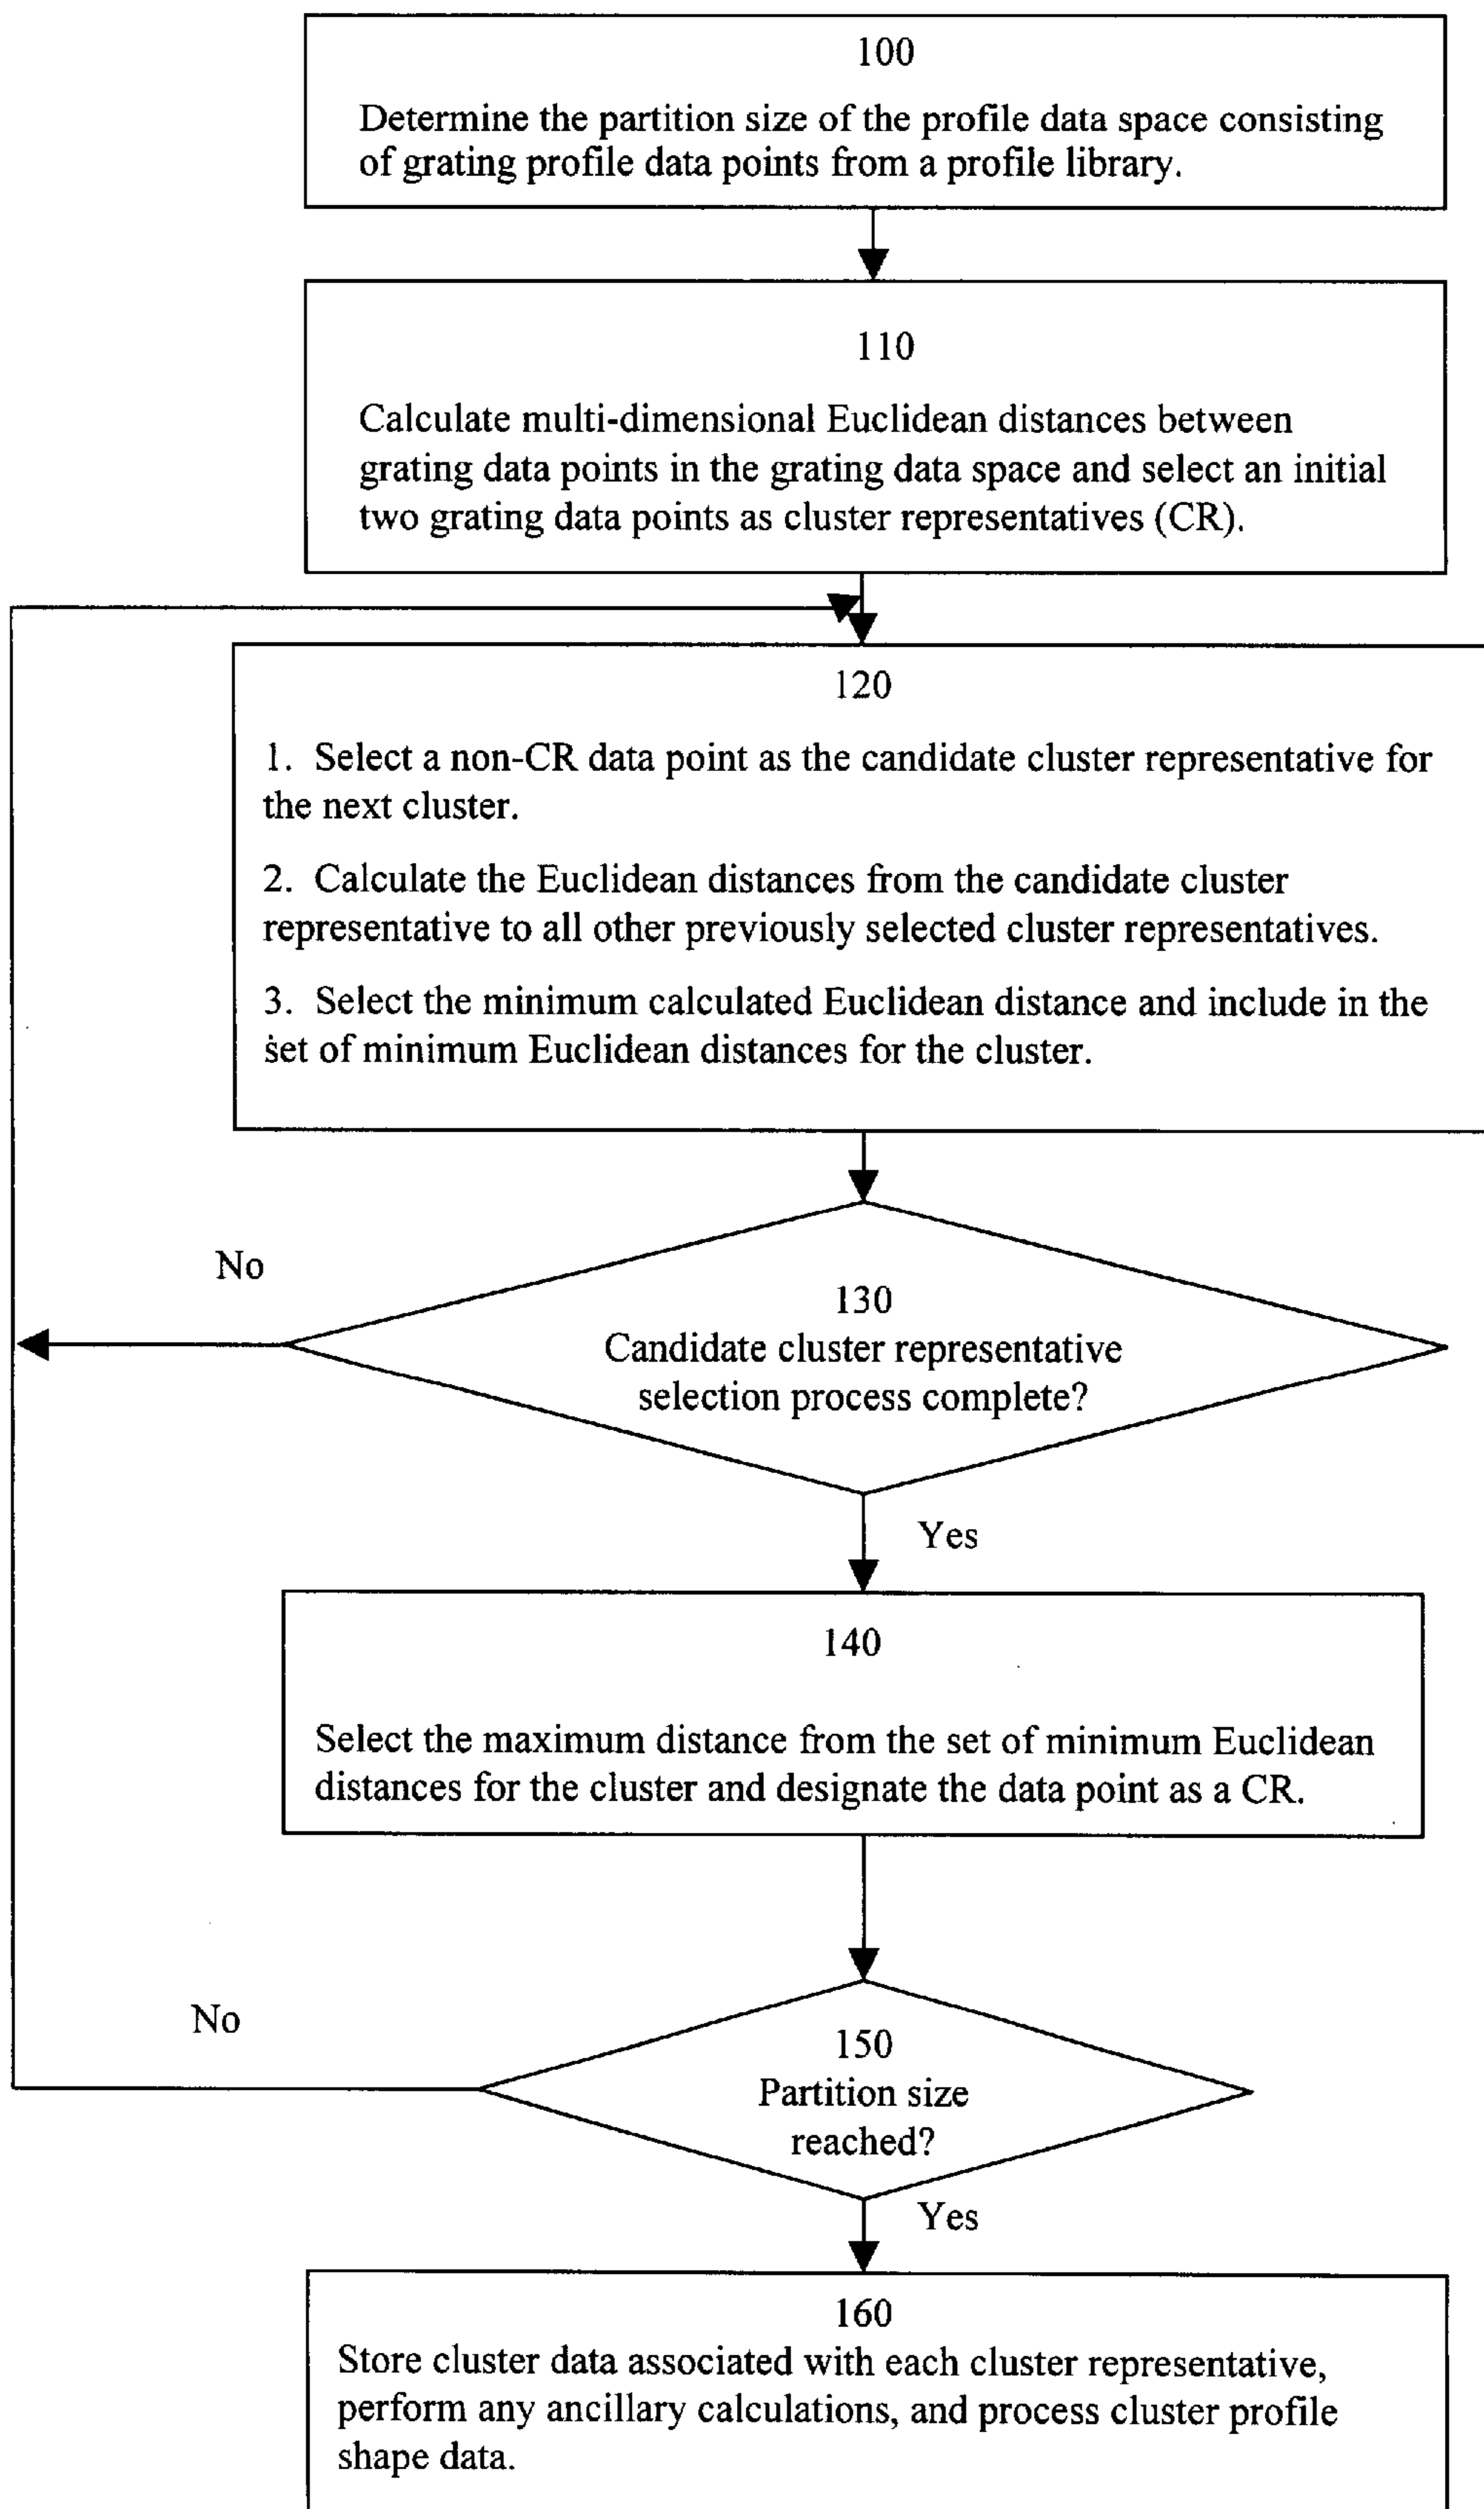 100
Determine the partition size of the profile data space consisting
of grating profile data points from a profile library.
110
Calculate multi-dimensional Euclidean distances between
grating data points in the grating data space and select an initial
two grating data points as cluster representatives (CR).
120
1. Select a non-CR data point as the candidate cluster representative for
the next cluster.
2. Calculate the Euclidean distances from the candidate cluster
representative to all other previously selected cluster representatives.
3. Select the minimum calculated Euclidean distance and include in the
set of minimum Euclidean distances for the cluster.
No
130
Candidate cluster representative
selection process complete?
Yes
140
Select the maximum distance from the set of minimum Euclidean
distances for the cluster and designate the data point as a CR.
No
150
Partition size
reached?
Yes
160
Store cluster data associated with each cluster representative,
perform any ancillary calculations, and process cluster profile
shape data.